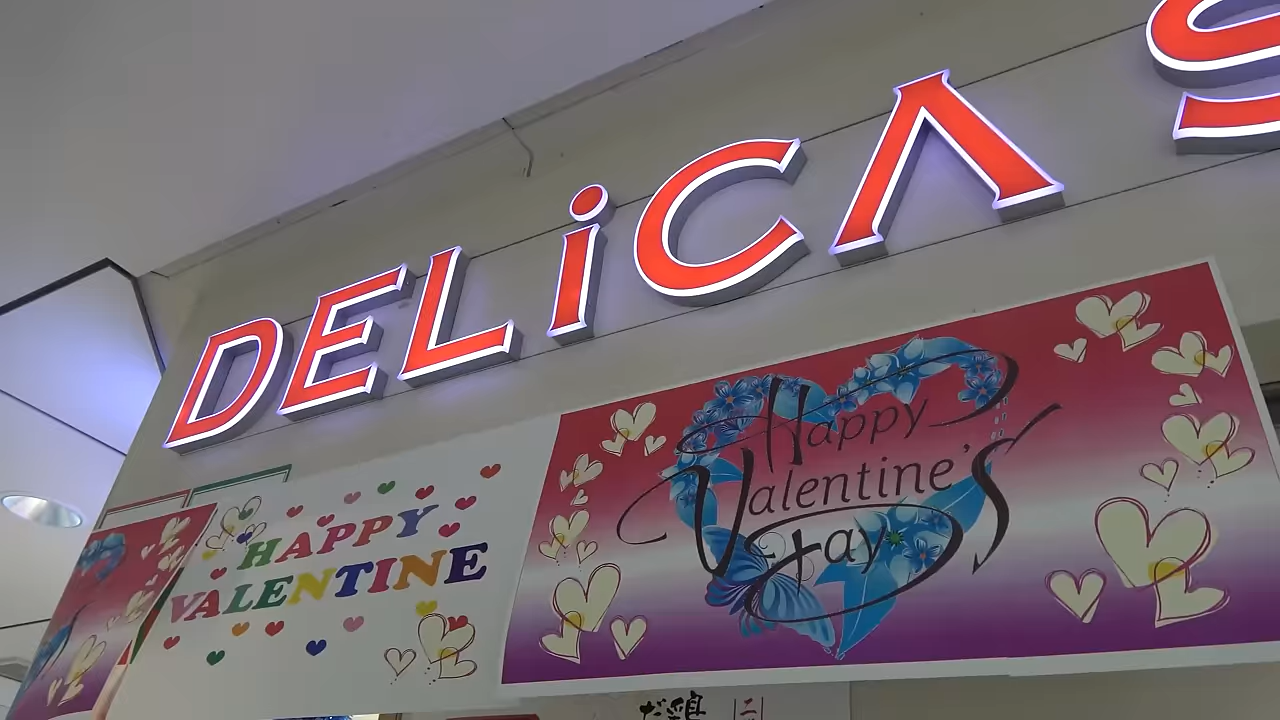 DELiCA S
HAPPY
VALENTINE
Happy
Valentine's
Day